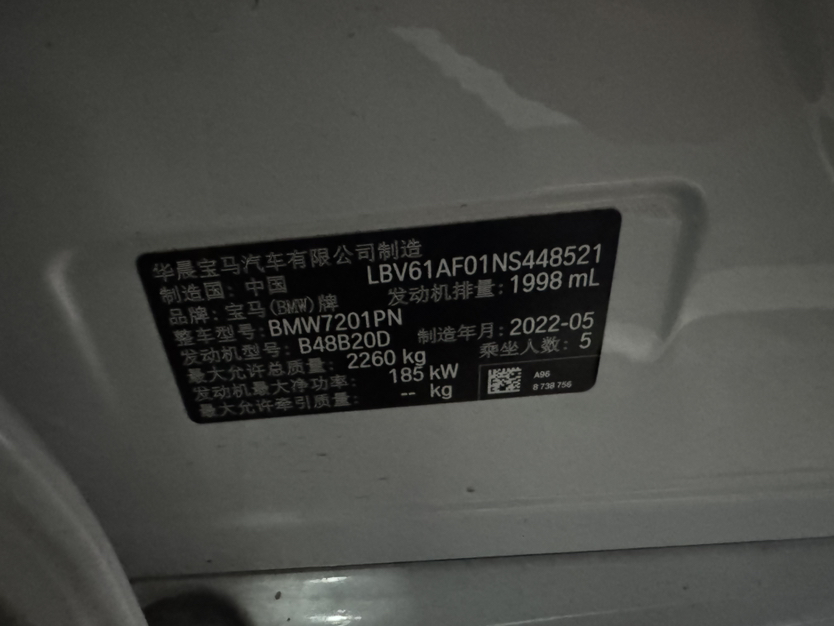 华晨宝马汽车有限公司制造
制造国：中国 LBV61AF01NS448521
品牌：宝马(BMW)牌 发动机排量：1998 mL
整车型号：BMW7201PN
发动机型号：B48B20D 制造年月：2022-05
最大允许总质量：2260 kg 乘坐人数：5
发动机最大净功率：185 kW
最大允许牵引质量：-- kg
A96
8 738 756